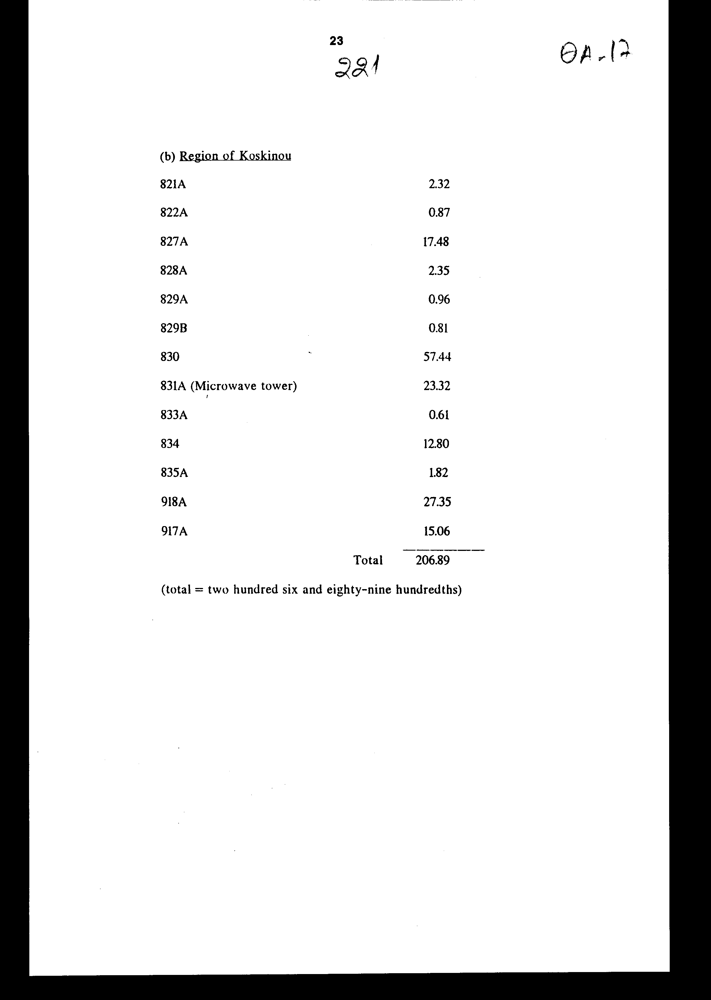 23
221
ΘA-17
(b) Region of Koskinou
821A 2.32
822A 0.87
827A 17.48
828A 2.35
829A 0.96
829B 0.81
830 57.44
831A (Microwave tower) 23.32
833A 0.61
834 12.80
835A 1.82
918A 27.35
917A 15.06
Total 206.89
(total = two hundred six and eighty-nine hundredths)